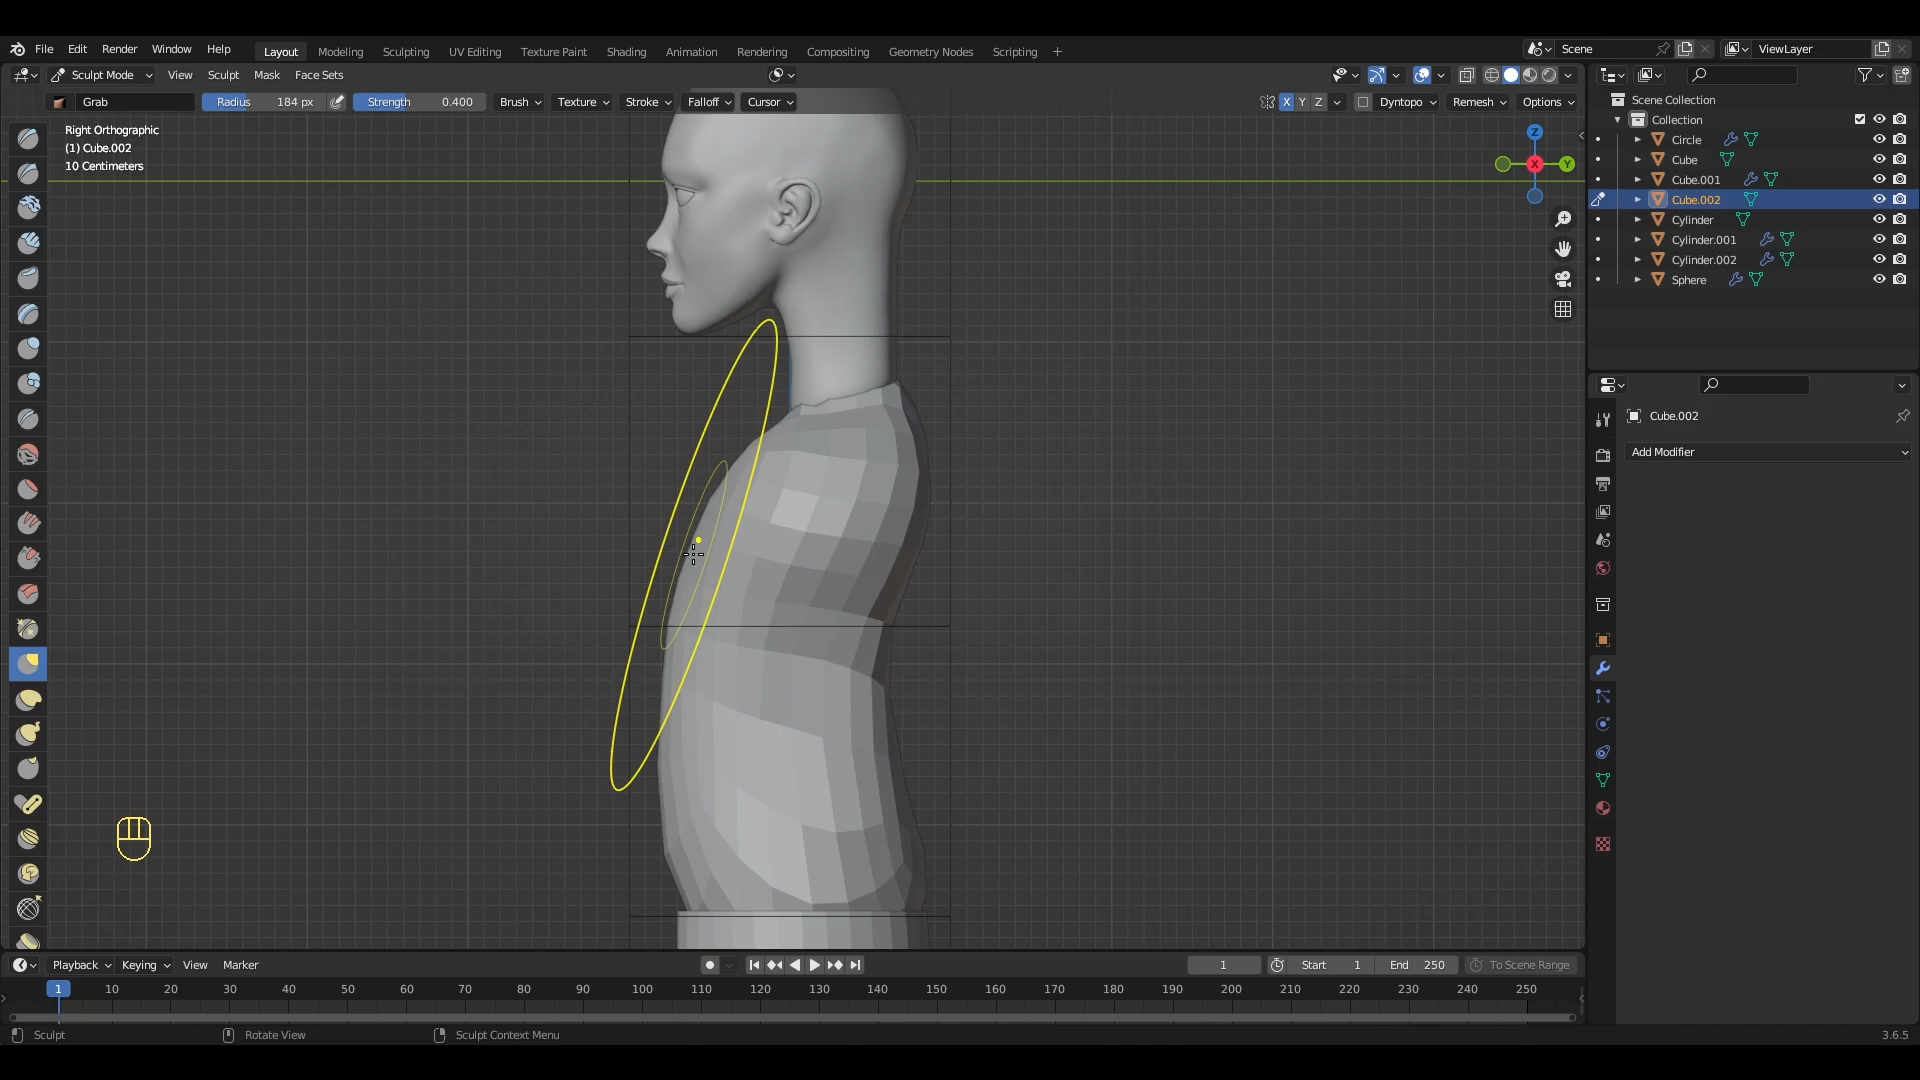 File Edit Render Window Help Layout Modeling Sculpting UV Editing Texture Paint Shading Animation Rendering Compositing Geometry Nodes Scripting + Scene ViewLayer
Sculpt Mode View Sculpt Mask Face Sets
Grab Radius 184 px Strength 0.400 Brush Texture Stroke Falloff Cursor X Y Z Dyntopo Remesh Options
Right Orthographic
(1) Cube.002
10 Centimeters
Z
X
Y
Scene Collection
Collection
Circle
Cube
Cube.001
Cube.002
Cylinder
Cylinder.001
Cylinder.002
Sphere
Cube.002
Add Modifier
Playback Keying View Marker 1 Start 1 End 250 To Scene Range
1 10 20 30 40 50 60 70 80 90 100 110 120 130 140 150 160 170 180 190 200 210 220 230 240 250
Sculpt Rotate View Sculpt Context Menu 3.6.5